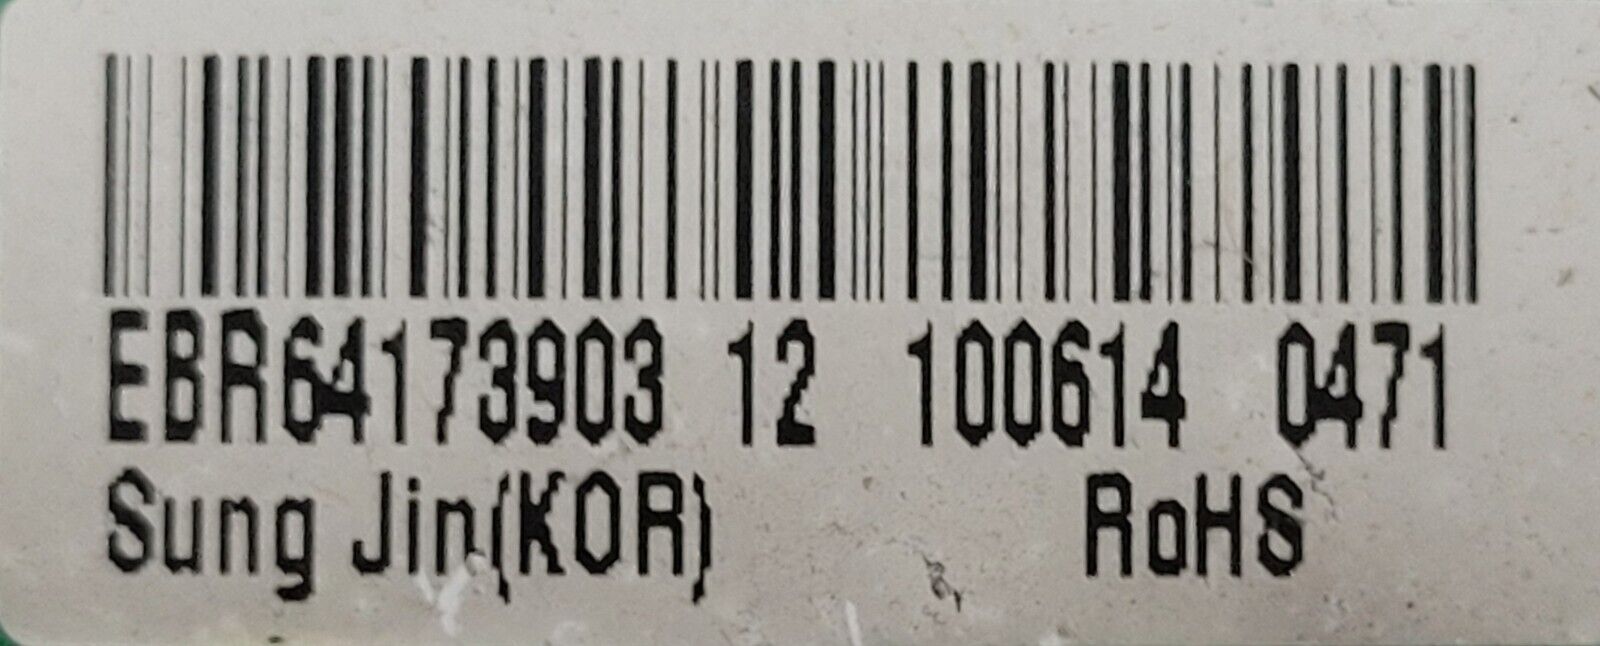 EBR64173903 12 100614 0471
Sung Jin(KOR) RoHS